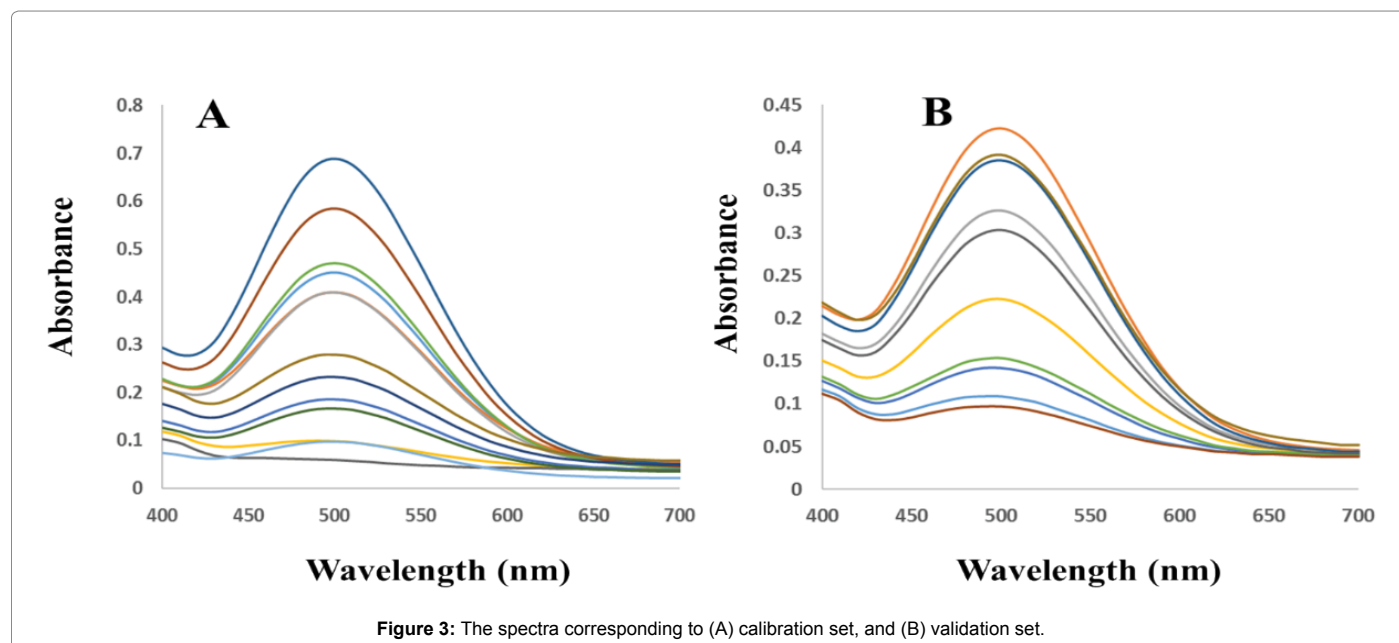 A
0.8
0.7
0.6
0.5
0.4
0.3
0.2
0.1
0
Absorbance
400 450 500 550 600 650 700
Wavelength (nm)
B
0.45
0.4
0.35
0.3
0.25
0.2
0.15
0.1
0.05
0
Absorbance
400 450 500 550 600 650 700
Wavelength (nm)
Figure 3: The spectra corresponding to (A) calibration set, and (B) validation set.